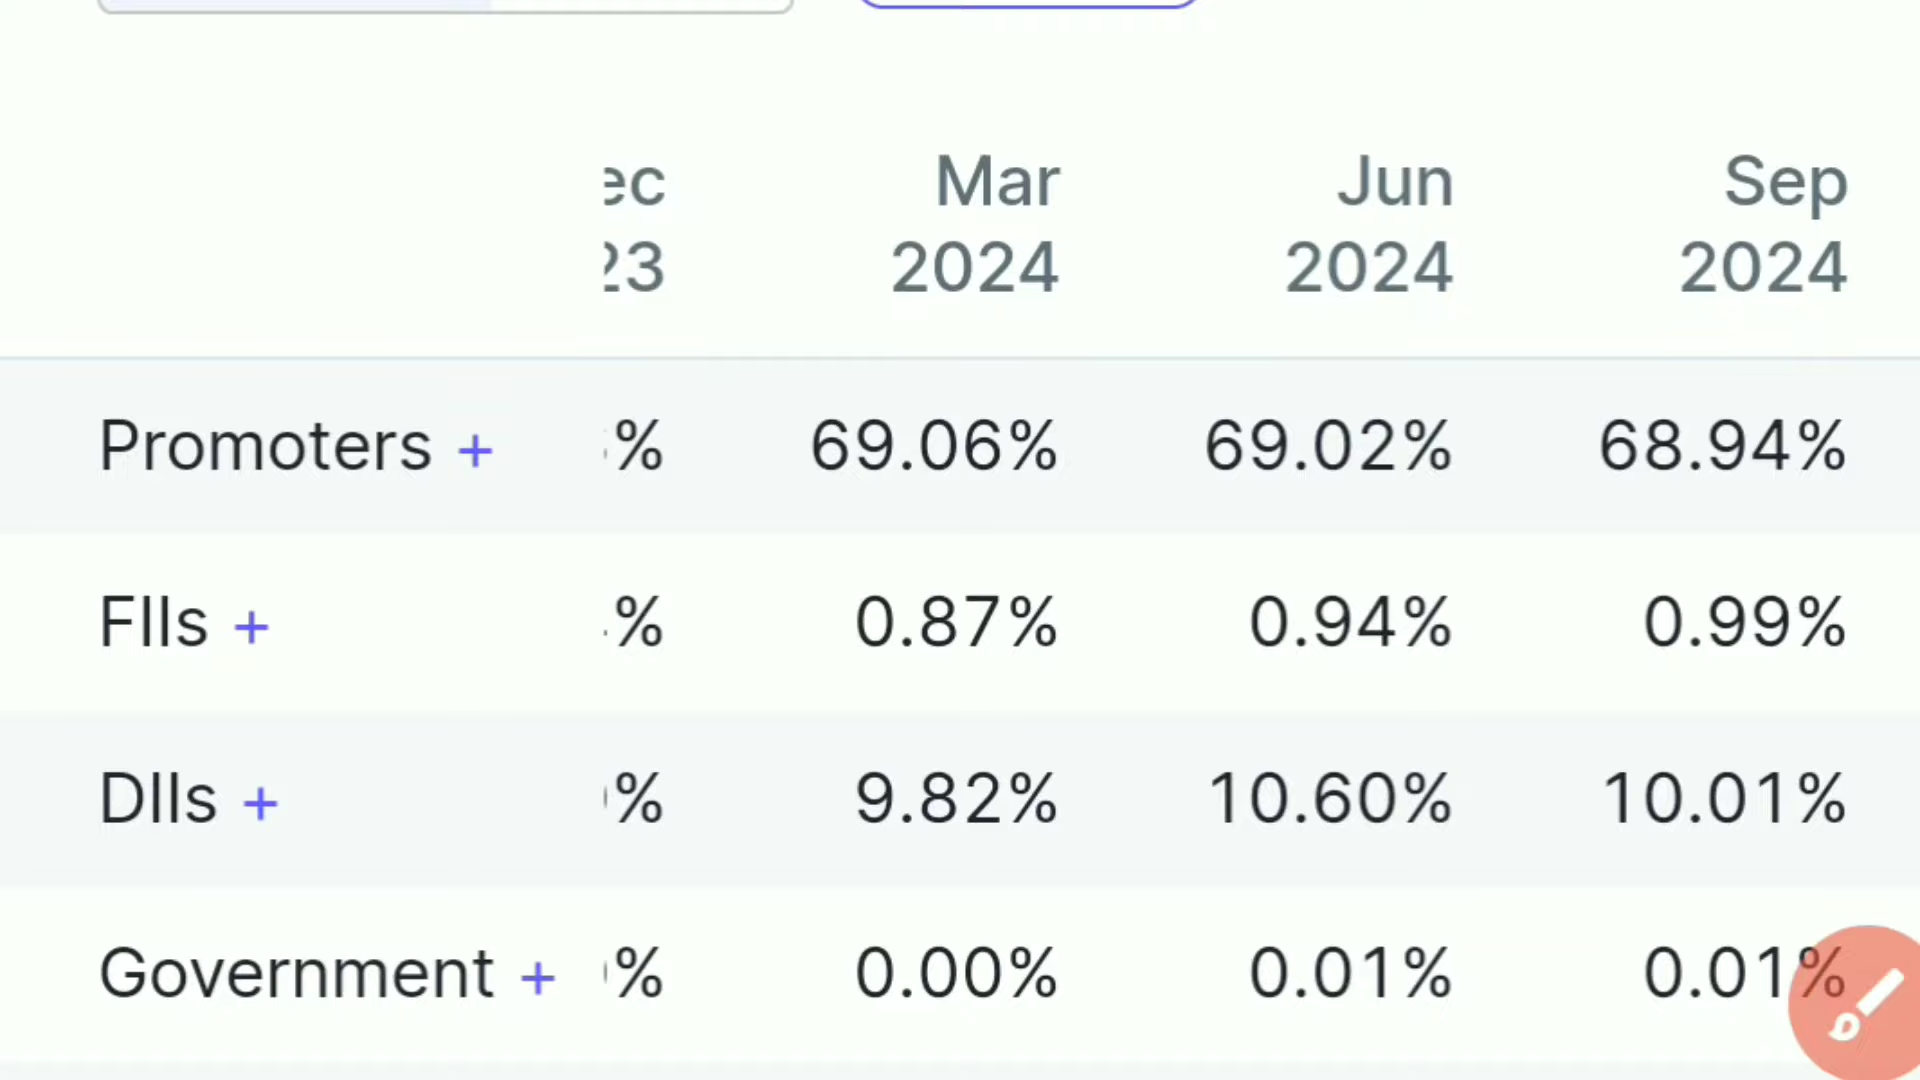 Mar Jun Sep
2024 2024 2024
Promoters + % 69.06% 69.02% 68.94%
FIIs + % 0.87% 0.94% 0.99%
DIIs + % 9.82% 10.60% 10.01%
Government + % 0.00% 0.01% 0.01%